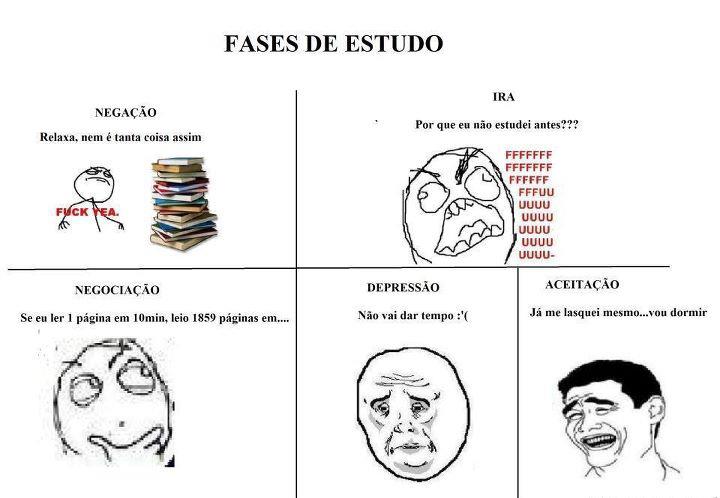 FASES DE ESTUDO
NEGAÇÃO
Relaxa, nem é tanta coisa assim
FUCK YEA.
IRA
Por que eu não estudei antes???
FFFFFFF
FFFFFFF
FFFFFF
FFFUU
UUUU
UUUU
UUUU
UUUU
UUUU-
NEGOCIAÇÃO
Se eu ler 1 página em 10min, leio 1859 páginas em....
DEPRESSÃO
Não vai dar tempo :'(
ACEITAÇÃO
Já me lasquei mesmo...vou dormir